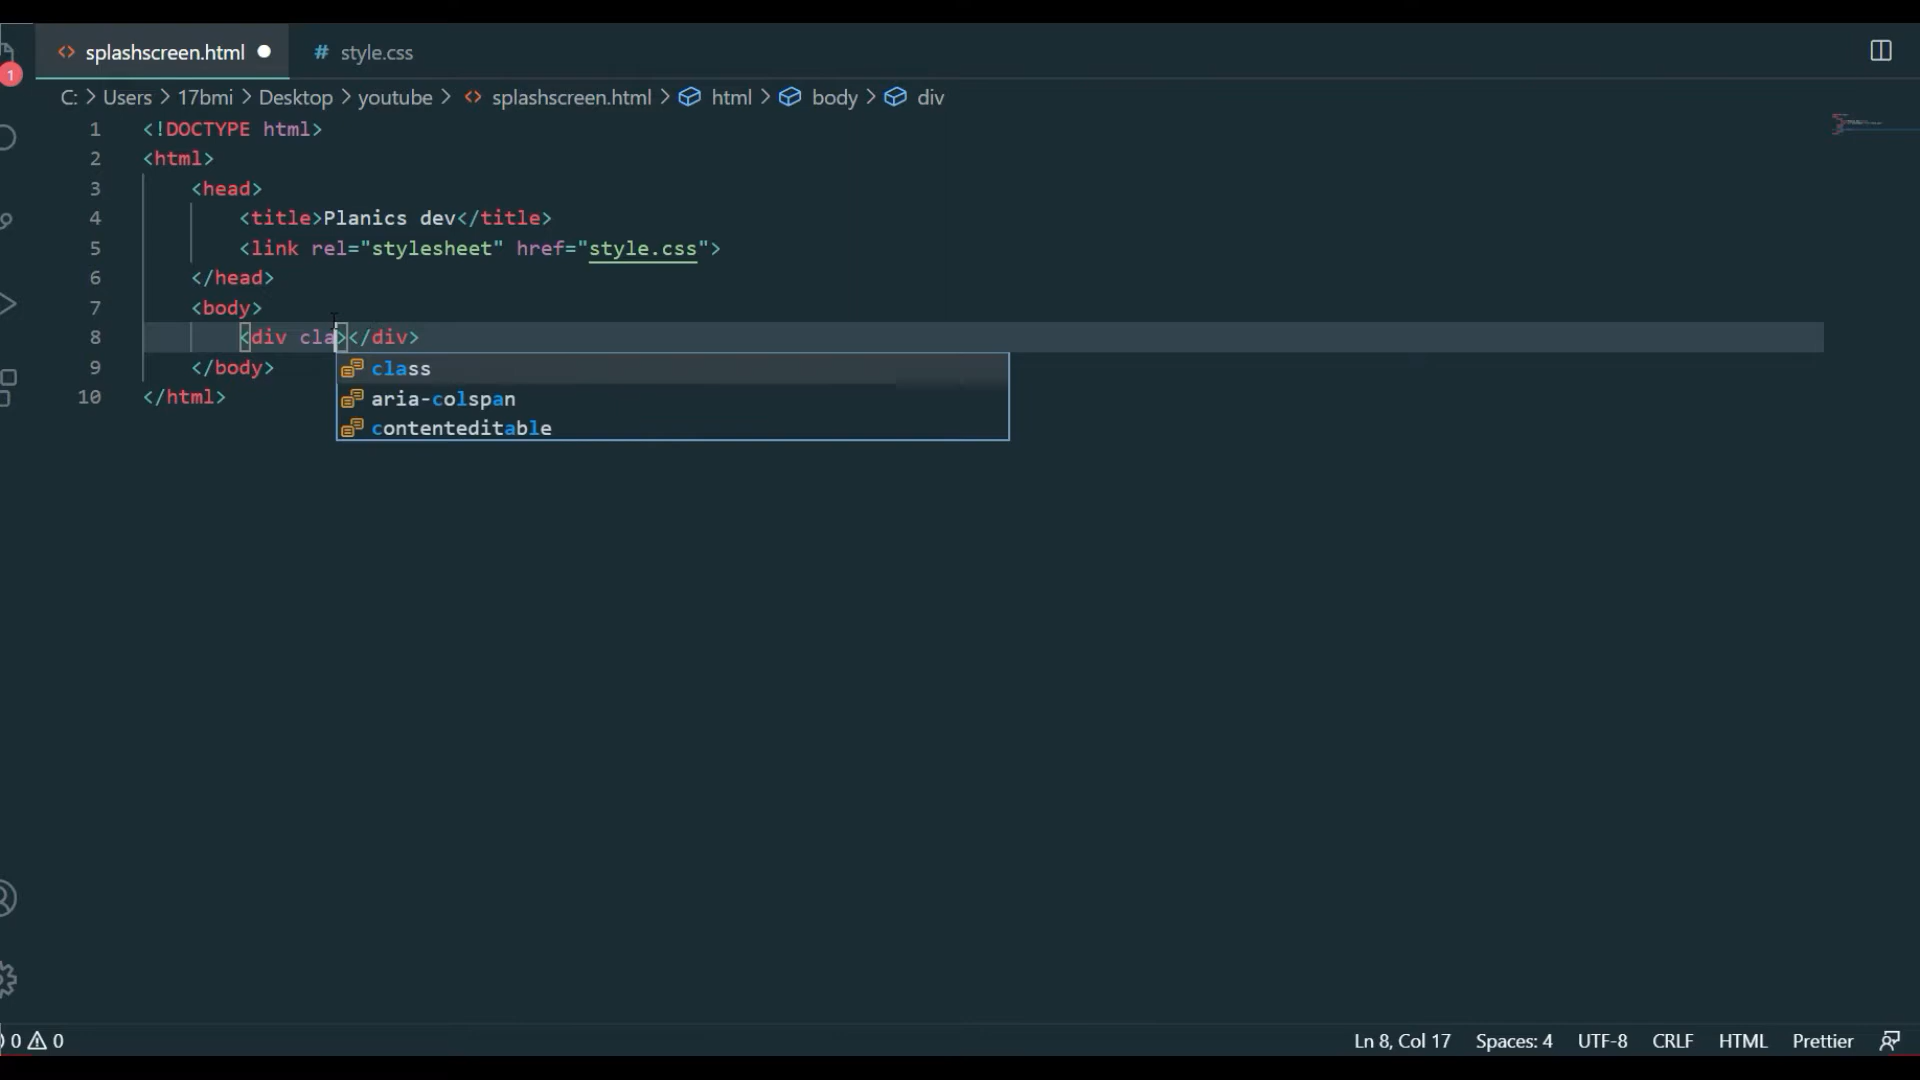 splashscreen.html
style.css
1
C: > Users > 17bmi > Desktop > youtube > splashscreen.html > html > body > div
1 <!DOCTYPE html>
2 <html>
3 <head>
4 <title>Planics dev</title>
5 <link rel="stylesheet" href="style.css">
6 </head>
7 <body>
8 <div cla></div>
class
9 </body>
aria-colspan
10 </html>
contenteditable
0 0
Ln 8, Col 17 Spaces: 4 UTF-8 CRLF HTML Prettier